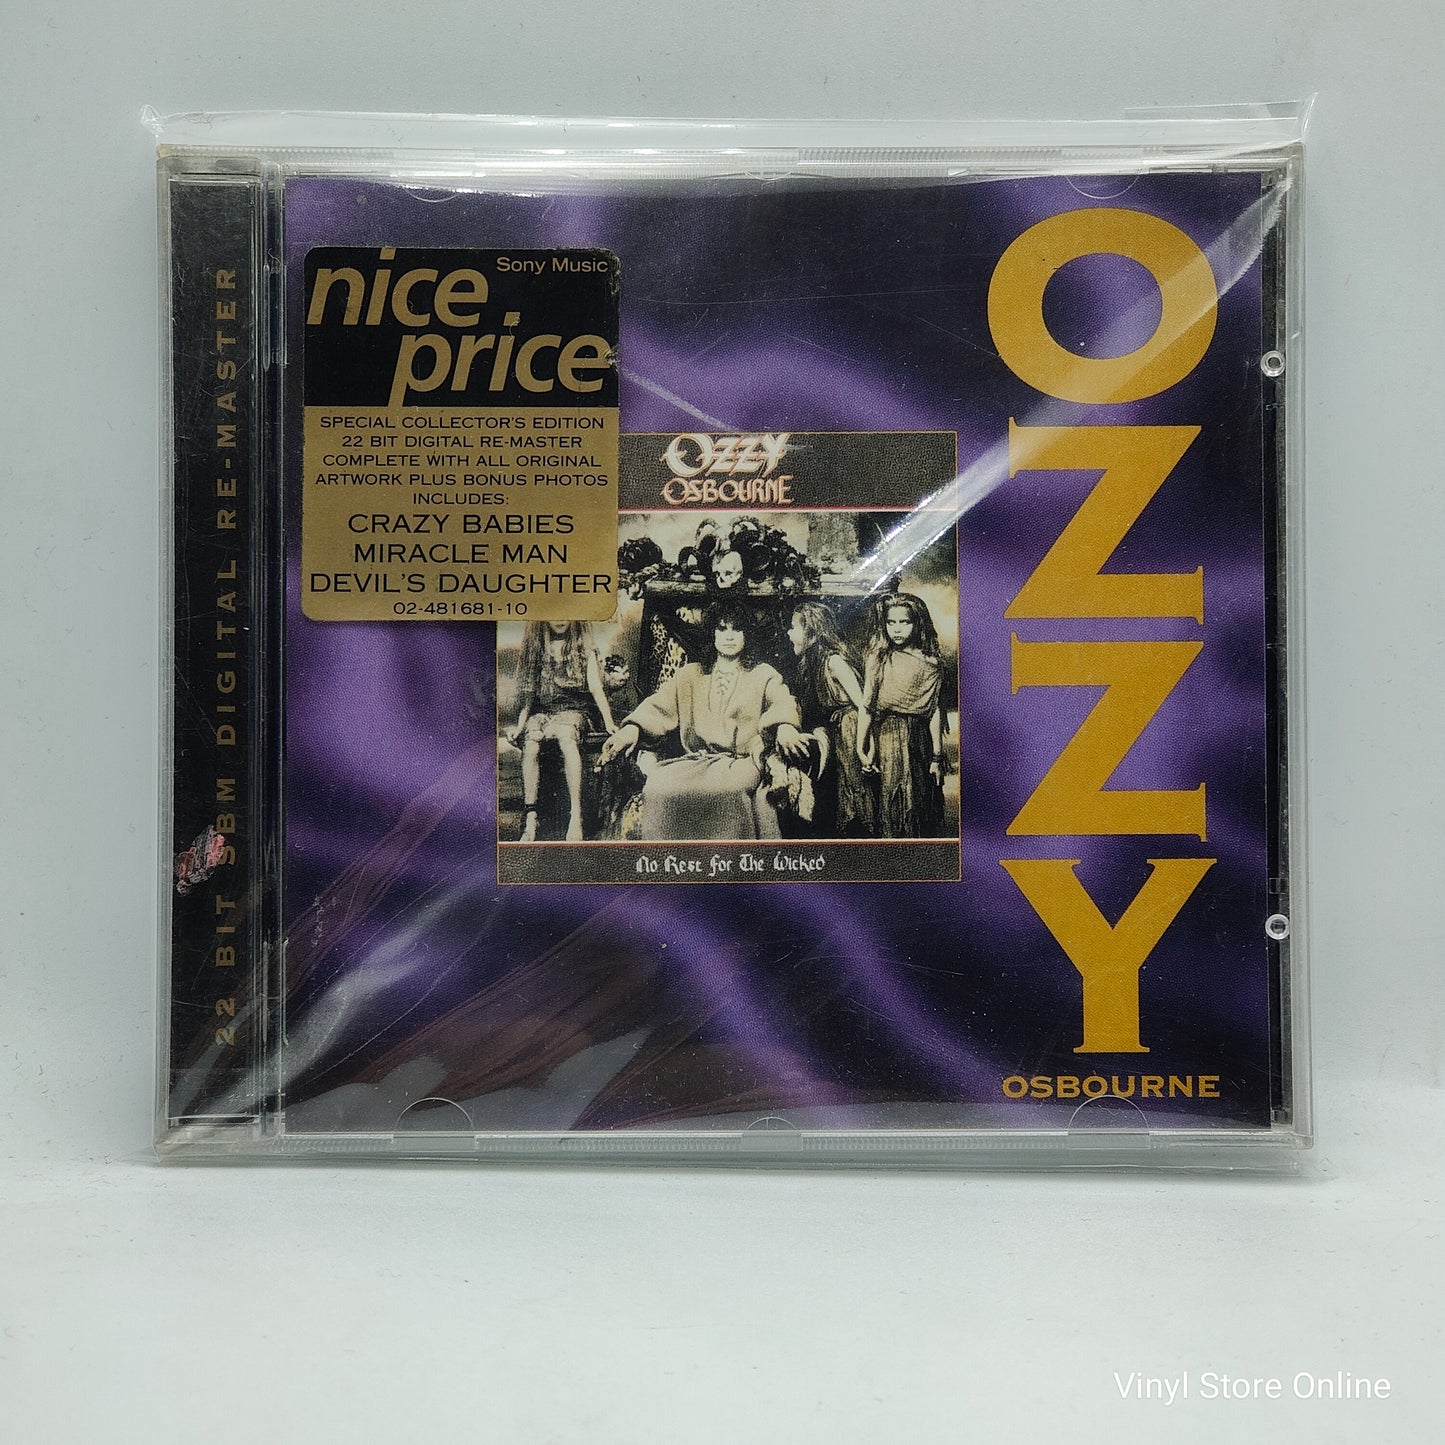 22 BIT SBM DIGITAL RE-MASTER
Sony Music
nice
price
SPECIAL COLLECTOR'S EDITION
22 BIT DIGITAL RE-MASTER
COMPLETE WITH ALL ORIGINAL
ARTWORK PLUS BONUS PHOTOS
INCLUDES:
CRAZY BABIES
MIRACLE MAN
DEVIL'S DAUGHTER
02-481681-10
OZZY
OSBOURNE
No Rest for The Wicked
OZZY
OSBOURNE
Vinyl Store Online